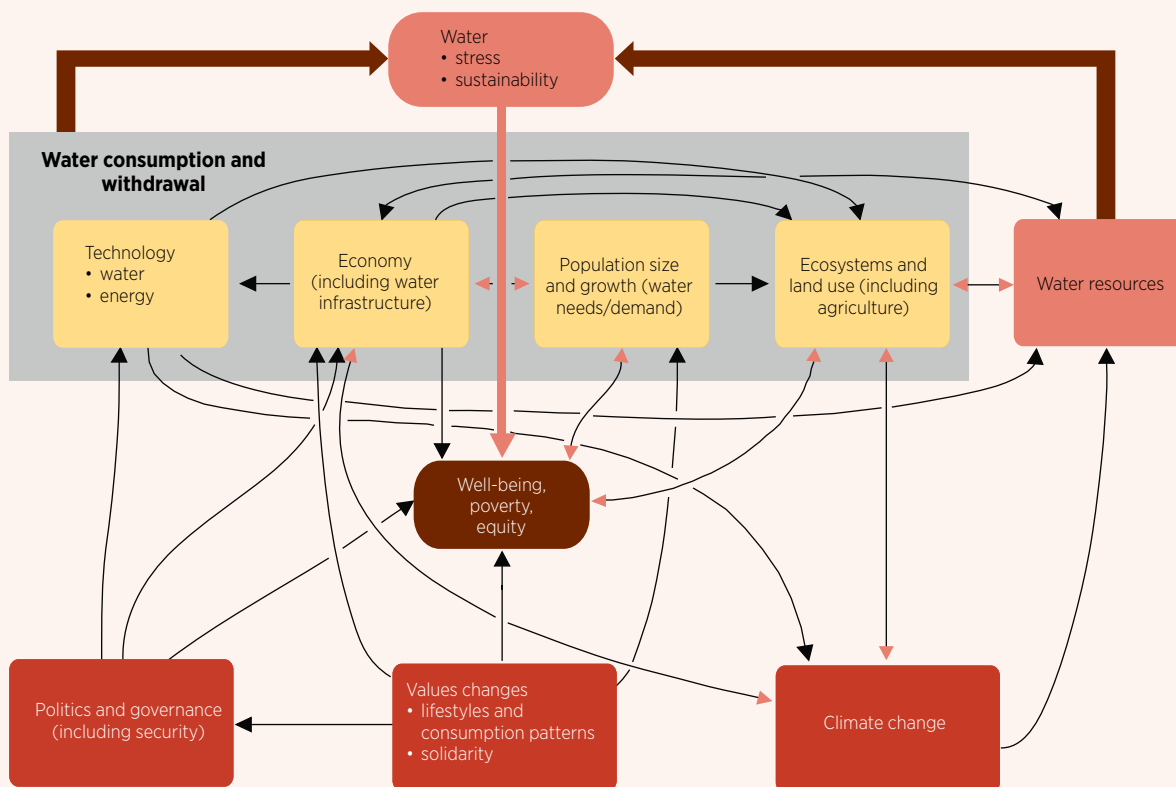 Water
• stress
• sustainability
Water consumption and
withdrawal
Technology
• water
• energy
Economy
(including water
infrastructure)
Population size
and growth (water
needs/demand)
Ecosystems and
land use (including
agriculture)
Water resources
Well-being,
poverty,
equity
Politics and governance
(including security)
Values changes
• lifestyles and
consumption patterns
• solidarity
Climate change